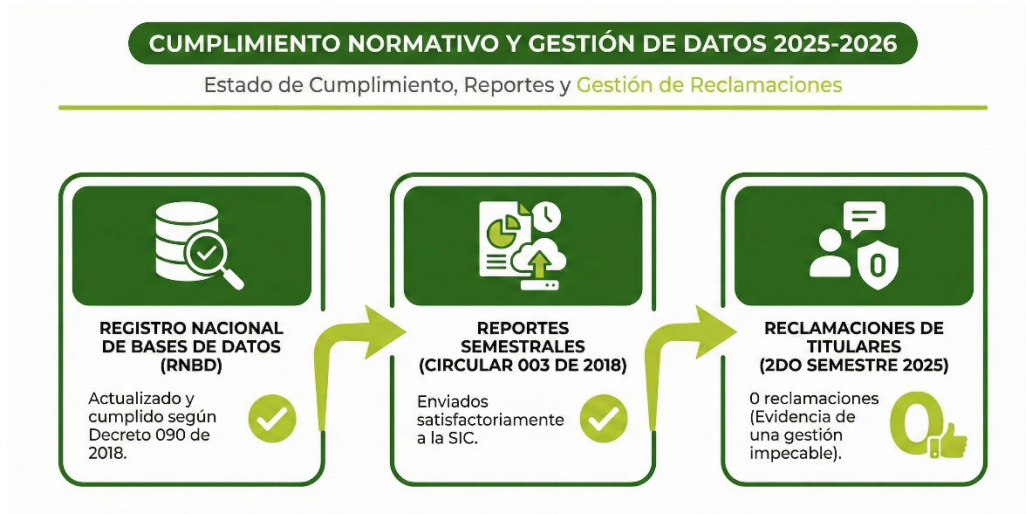 CUMPLIMIENTO NORMATIVO Y GESTIÓN DE DATOS 2025-2026
Estado de Cumplimiento, Reportes y Gestión de Reclamaciones
REGISTRO NACIONAL
DE BASES DE DATOS
(RNBD)
Actualizado y
cumplido según
Decreto 090 de
2018.
REPORTES
SEMESTRALES
(CIRCULAR 003 DE 2018)
Enviados
satisfactoriamente
a la SIC.
0
RECLAMACIONES DE
TITULARES
(2DO SEMESTRE 2025)
0 reclamaciones
(Evidencia de
una gestión
impecable).
0